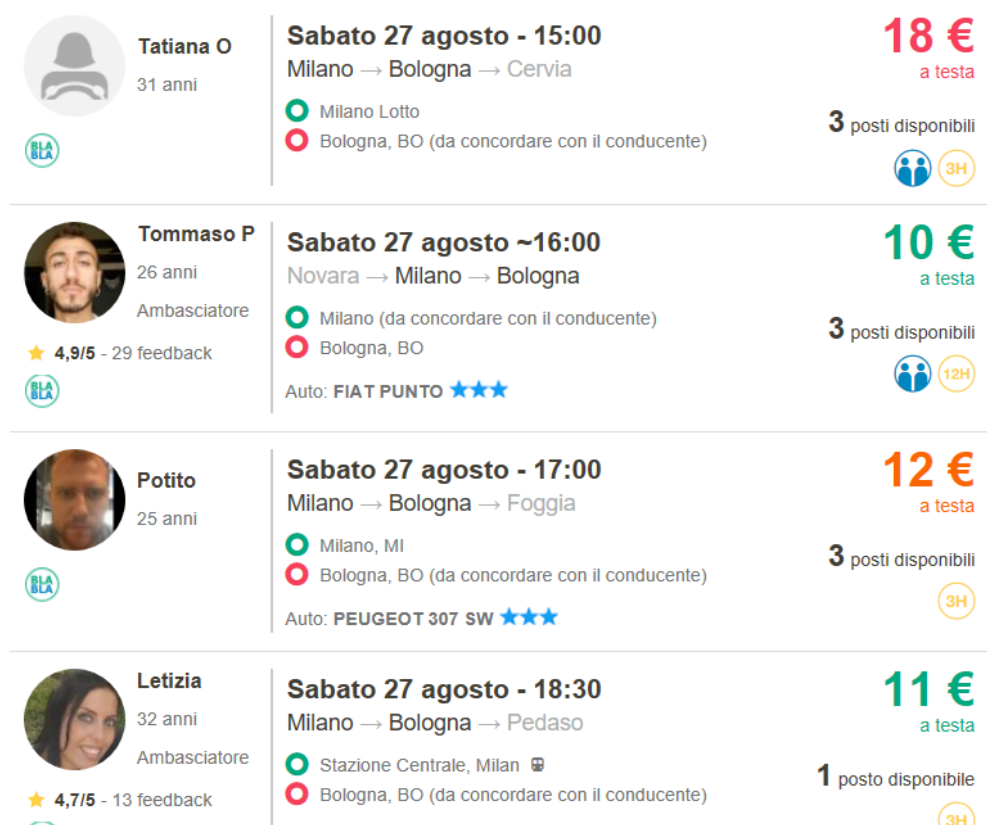 Tatiana O
31 anni
BLA
BLA
Sabato 27 agosto - 15:00
Milano → Bologna → Cervia
Milano Lotto
Bologna, BO (da concordare con il conducente)
18 €
a testa
3 posti disponibili
3H
Tommaso P
26 anni
Ambasciatore
4,9/5 - 29 feedback
BLA
BLA
Sabato 27 agosto ~16:00
Novara → Milano → Bologna
Milano (da concordare con il conducente)
Bologna, BO
Auto: FIAT PUNTO
10 €
a testa
3 posti disponibili
12H
Potito
25 anni
BLA
BLA
Sabato 27 agosto - 17:00
Milano → Bologna → Foggia
Milano, MI
Bologna, BO (da concordare con il conducente)
Auto: PEUGEOT 307 SW
12 €
a testa
3 posti disponibili
3H
Letizia
32 anni
Ambasciatore
4,7/5 - 13 feedback
Sabato 27 agosto - 18:30
Milano → Bologna → Pedaso
Stazione Centrale, Milan
Bologna, BO (da concordare con il conducente)
11 €
a testa
1 posto disponibile
3H